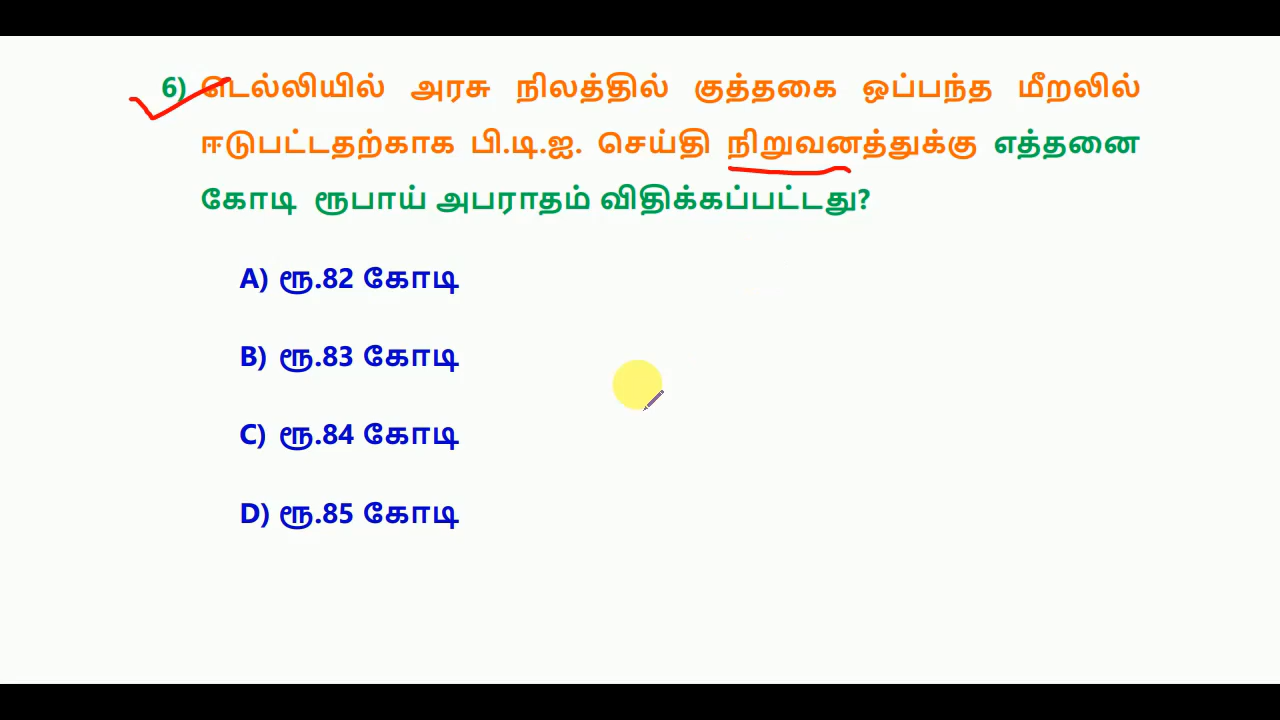 6) டெல்லியில் அரசு நிலத்தில் குத்தகை ஒப்பந்த மீறலில்
ஈடுபட்டதற்காக பி.டி.ஐ. செய்தி நிறுவனத்துக்கு எத்தனை
கோடி ரூபாய் அபராதம் விதிக்கப்பட்டது?
A) ரூ.82 கோடி
B) ரூ.83 கோடி
C) ரூ.84 கோடி
D) ரூ.85 கோடி